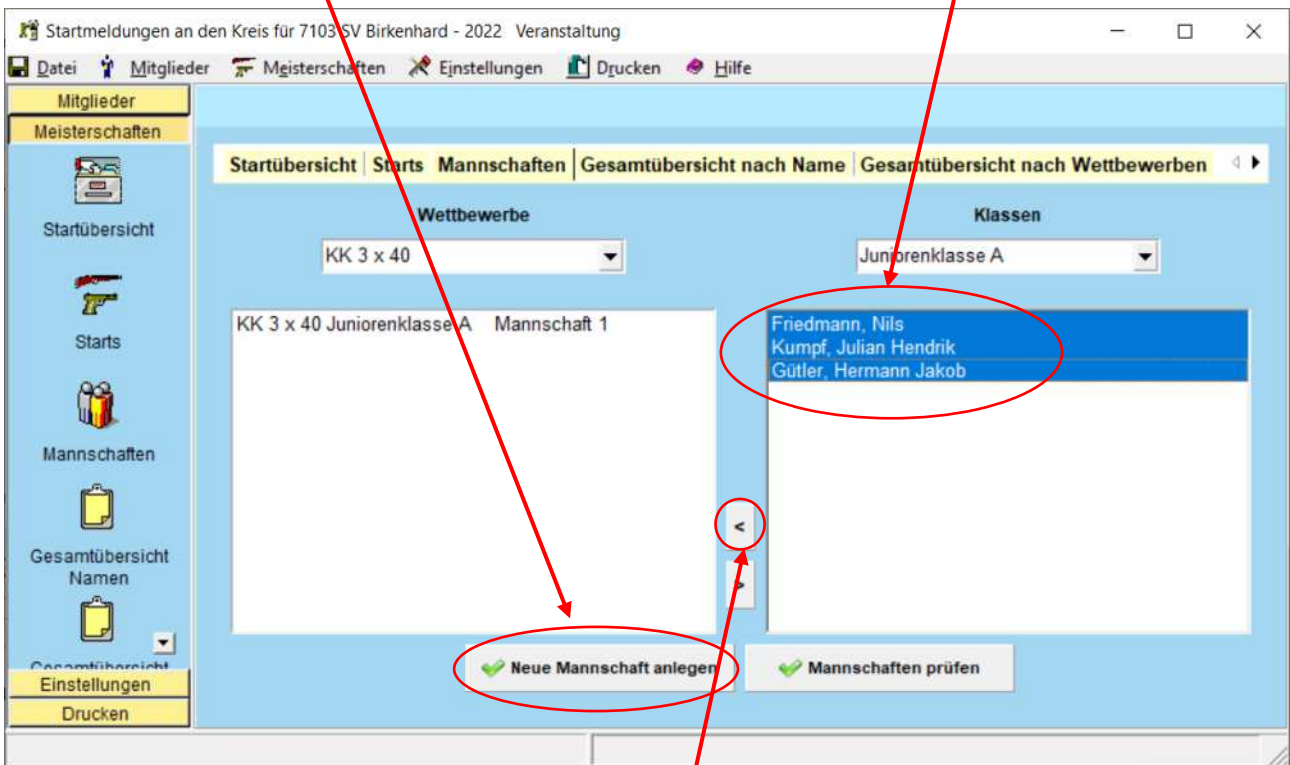 Startmeldungen an den Kreis für 7103 SV Birkenhard - 2022 Veranstaltung
Datei Mitglieder Meisterschaften Einstellungen Drucken Hilfe
Mitglieder
Meisterschaften
Startübersicht
Starts
Mannschaften
Gesamtübersicht
Namen
Gesamtübersicht
Einstellungen
Drucken
Startübersicht Starts Mannschaften Gesamtübersicht nach Name Gesamtübersicht nach Wettbewerben
Wettbewerbe Klassen
KK 3 x 40 Juniorenklasse A
KK 3 x 40 Juniorenklasse A Mannschaft 1
Friedmann, Nils
Kumpf, Julian Hendrik
Gütler, Hermann Jakob
<
>
Neue Mannschaft anlegen Mannschaften prüfen